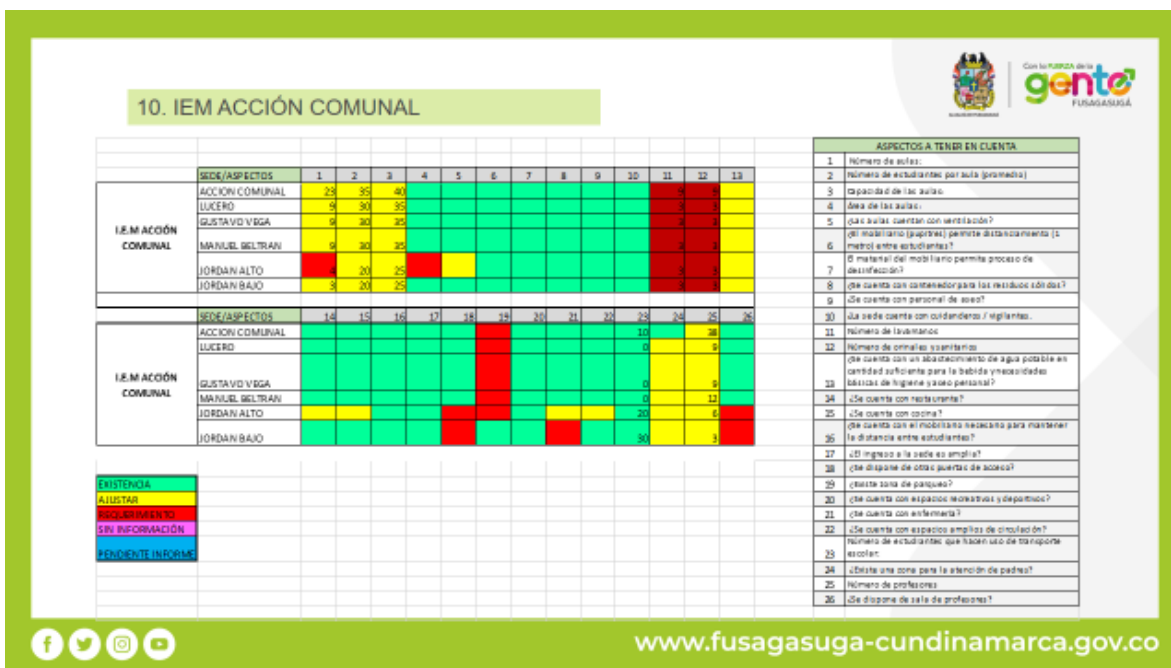 Con la FUERZA de la
gente
FUSAGASUGÁ
10. IEM ACCIÓN COMUNAL
SEDE/ASPECTOS 1 2 3 4 5 6 7 8 9 10 11 12 13
I.E.M ACCIÓN COMUNAL
ACCION COMUNAL 23 35 40
LUCERO 9 30 35
GUSTAVO VEGA 9 30 35
MANUEL BELTRAN 9 30 35
JORDAN ALTO 4 20 25
JORDAN BAJO 3 20 25
SEDE/ASPECTOS 14 15 16 17 18 19 20 21 22 23 24 25 26
I.E.M ACCIÓN COMUNAL
ACCION COMUNAL 10 38
LUCERO 0 9
GUSTAVO VEGA 0 9
MANUEL BELTRAN 0 12
JORDAN ALTO 20 6
JORDAN BAJO 30 3
EXISTENCIA
AJUSTAR
REQUERIMIENTO
SIN INFORMACIÓN
PENDIENTE INFORME
ASPECTOS A TENER EN CUENTA
1 Número de aulas:
2 Número de estudiantes por aula (promedio)
3 Capacidad de las aulas.
4 Área de las aulas:
5 ¿Las aulas cuentan con ventilación?
6 ¿El mobiliario (pupitres) permite distanciamiento (1 metro) entre estudiantes?
7 El material del mobiliario permite proceso de desinfección?
8 ¿Se cuenta con contenedor para los residuos sólidos?
9 ¿Se cuenta con personal de aseo?
10 ¿La sede cuenta con cuidanderos / vigilantes.
11 Número de lavamanos
12 Número de orinales y sanitarios
13 ¿Se cuenta con un abastecimiento de agua potable en cantidad suficiente para la bebida y necesidades básicas de higiene y aseo personal?
14 ¿Se cuenta con restaurante?
15 ¿Se cuenta con cocina?
16 ¿Se cuenta con el mobiliario necesario para mantener la distancia entre estudiantes?
17 ¿El ingreso a la sede es amplia?
18 ¿Se dispone de otras puertas de acceso?
19 ¿Existe zona de parqueo?
20 ¿Se cuenta con espacios recreativos y deportivos?
21 ¿Se cuenta con enfermería?
22 ¿Se cuenta con espacios amplios de circulación?
23 Número de estudiantes que hacen uso de transporte escolar:
24 ¿Existe una zona para la atención de padres?
25 Número de profesores
26 ¿Se dispone de sala de profesores?
www.fusagasuga-cundinamarca.gov.co